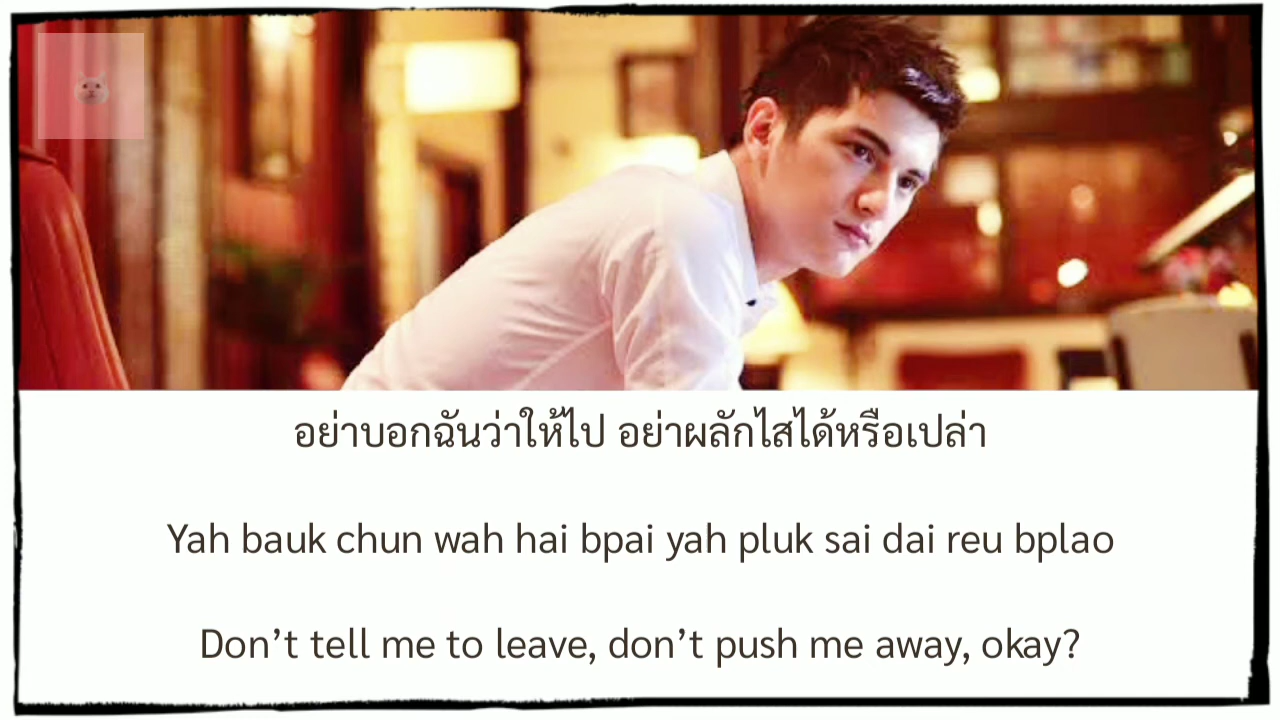 อย่าบอกฉันว่าให้ไป อย่าผลักไสได้หรือเปล่า
Yah bauk chun wah hai bpai yah pluk sai dai reu bplao
Don’t tell me to leave, don’t push me away, okay?